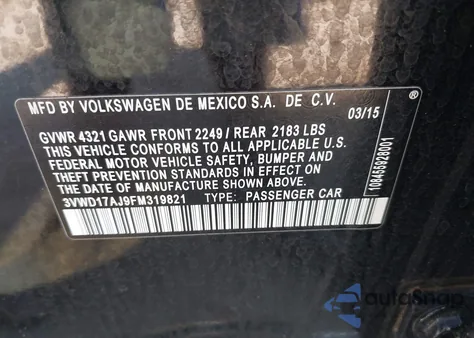 MFD BY VOLKSWAGEN DE MEXICO S.A. DE C.V.
03/15
GVWR 4321 GAWR FRONT 2249 / REAR 2183 LBS
THIS VEHICLE CONFORMS TO ALL APPLICABLE U.S.
FEDERAL MOTOR VEHICLE SAFETY, BUMPER AND
THEFT PREVENTION STANDARDS IN EFFECT ON
THE DATE OF MANUFACTURE SHOWN ABOVE.
3VWD17AJ9FM319821 TYPE: PASSENGER CAR
®
108455928001
autoSnap